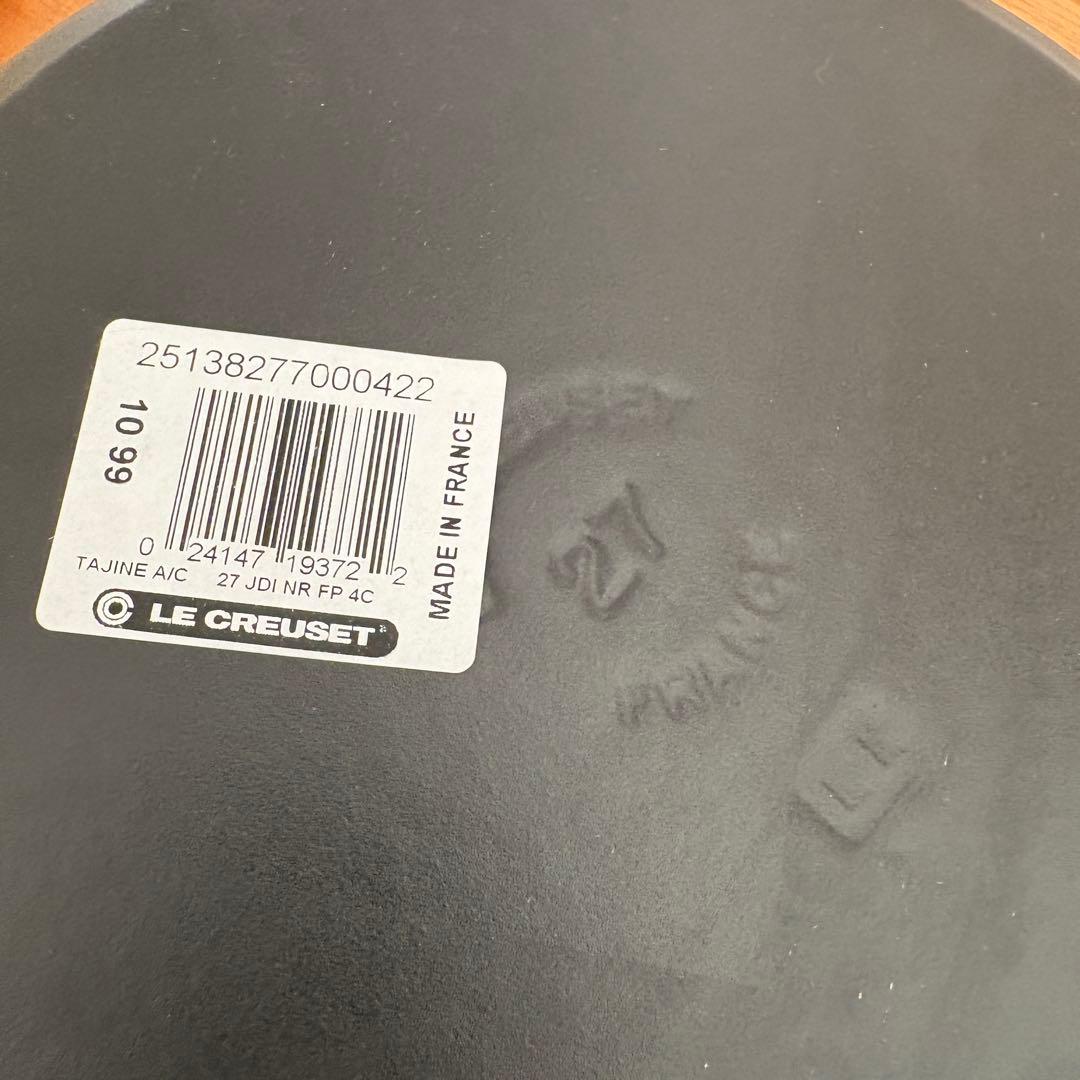 25138277000422
10 99
MADE IN FRANCE
0 24147 19372 2
TAJINE A/C 27 JDI NR FP 4C
LE CREUSET
27